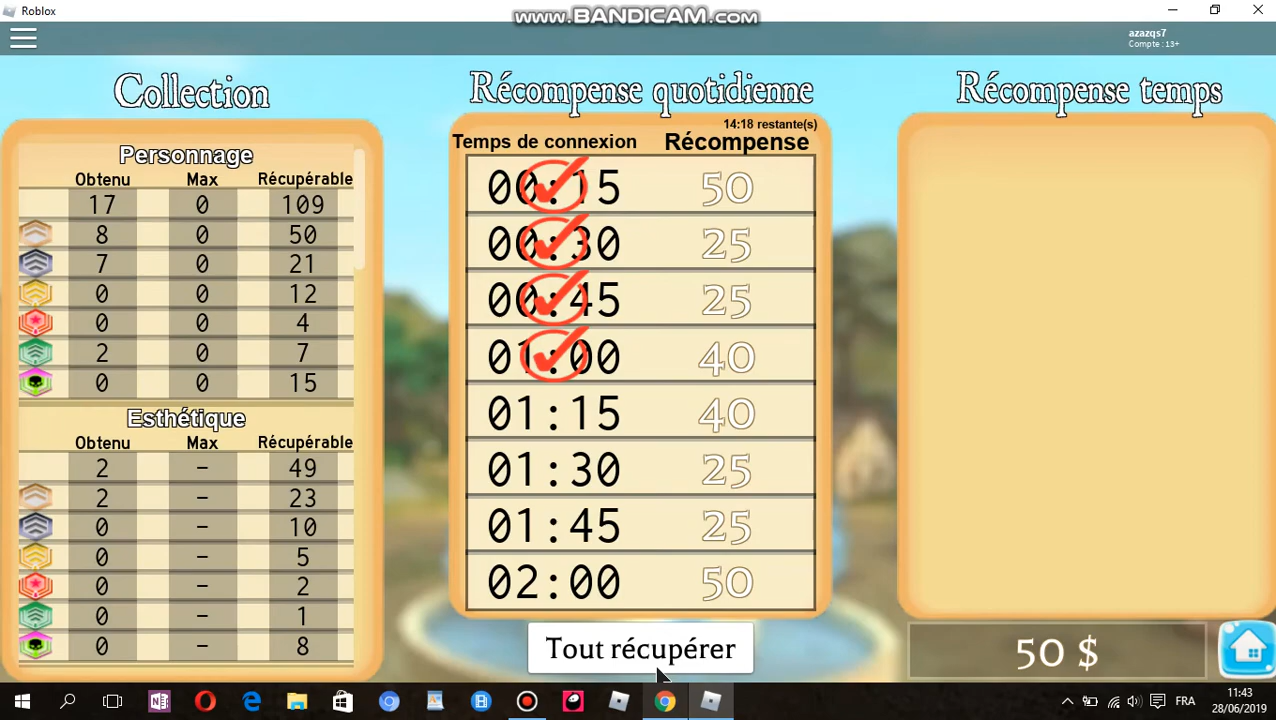 Roblox
www.BANDICAM.com
azazqs7
Compte : 13+
Collection
Personnage
Obtenu Max Récupérable
17 0 109
8 0 50
7 0 21
0 0 12
0 0 4
2 0 7
0 0 15
Esthétique
Obtenu Max Récupérable
2 - 49
2 - 23
0 - 10
0 - 5
0 - 2
0 - 1
0 - 8
Récompense quotidienne
14:18 restante(s)
Temps de connexion Récompense
00:15 50
00:30 25
00:45 25
01:00 40
01:15 40
01:30 25
01:45 25
02:00 50
Tout récupérer
Récompense temps
50 $
FRA
11:43
28/06/2019